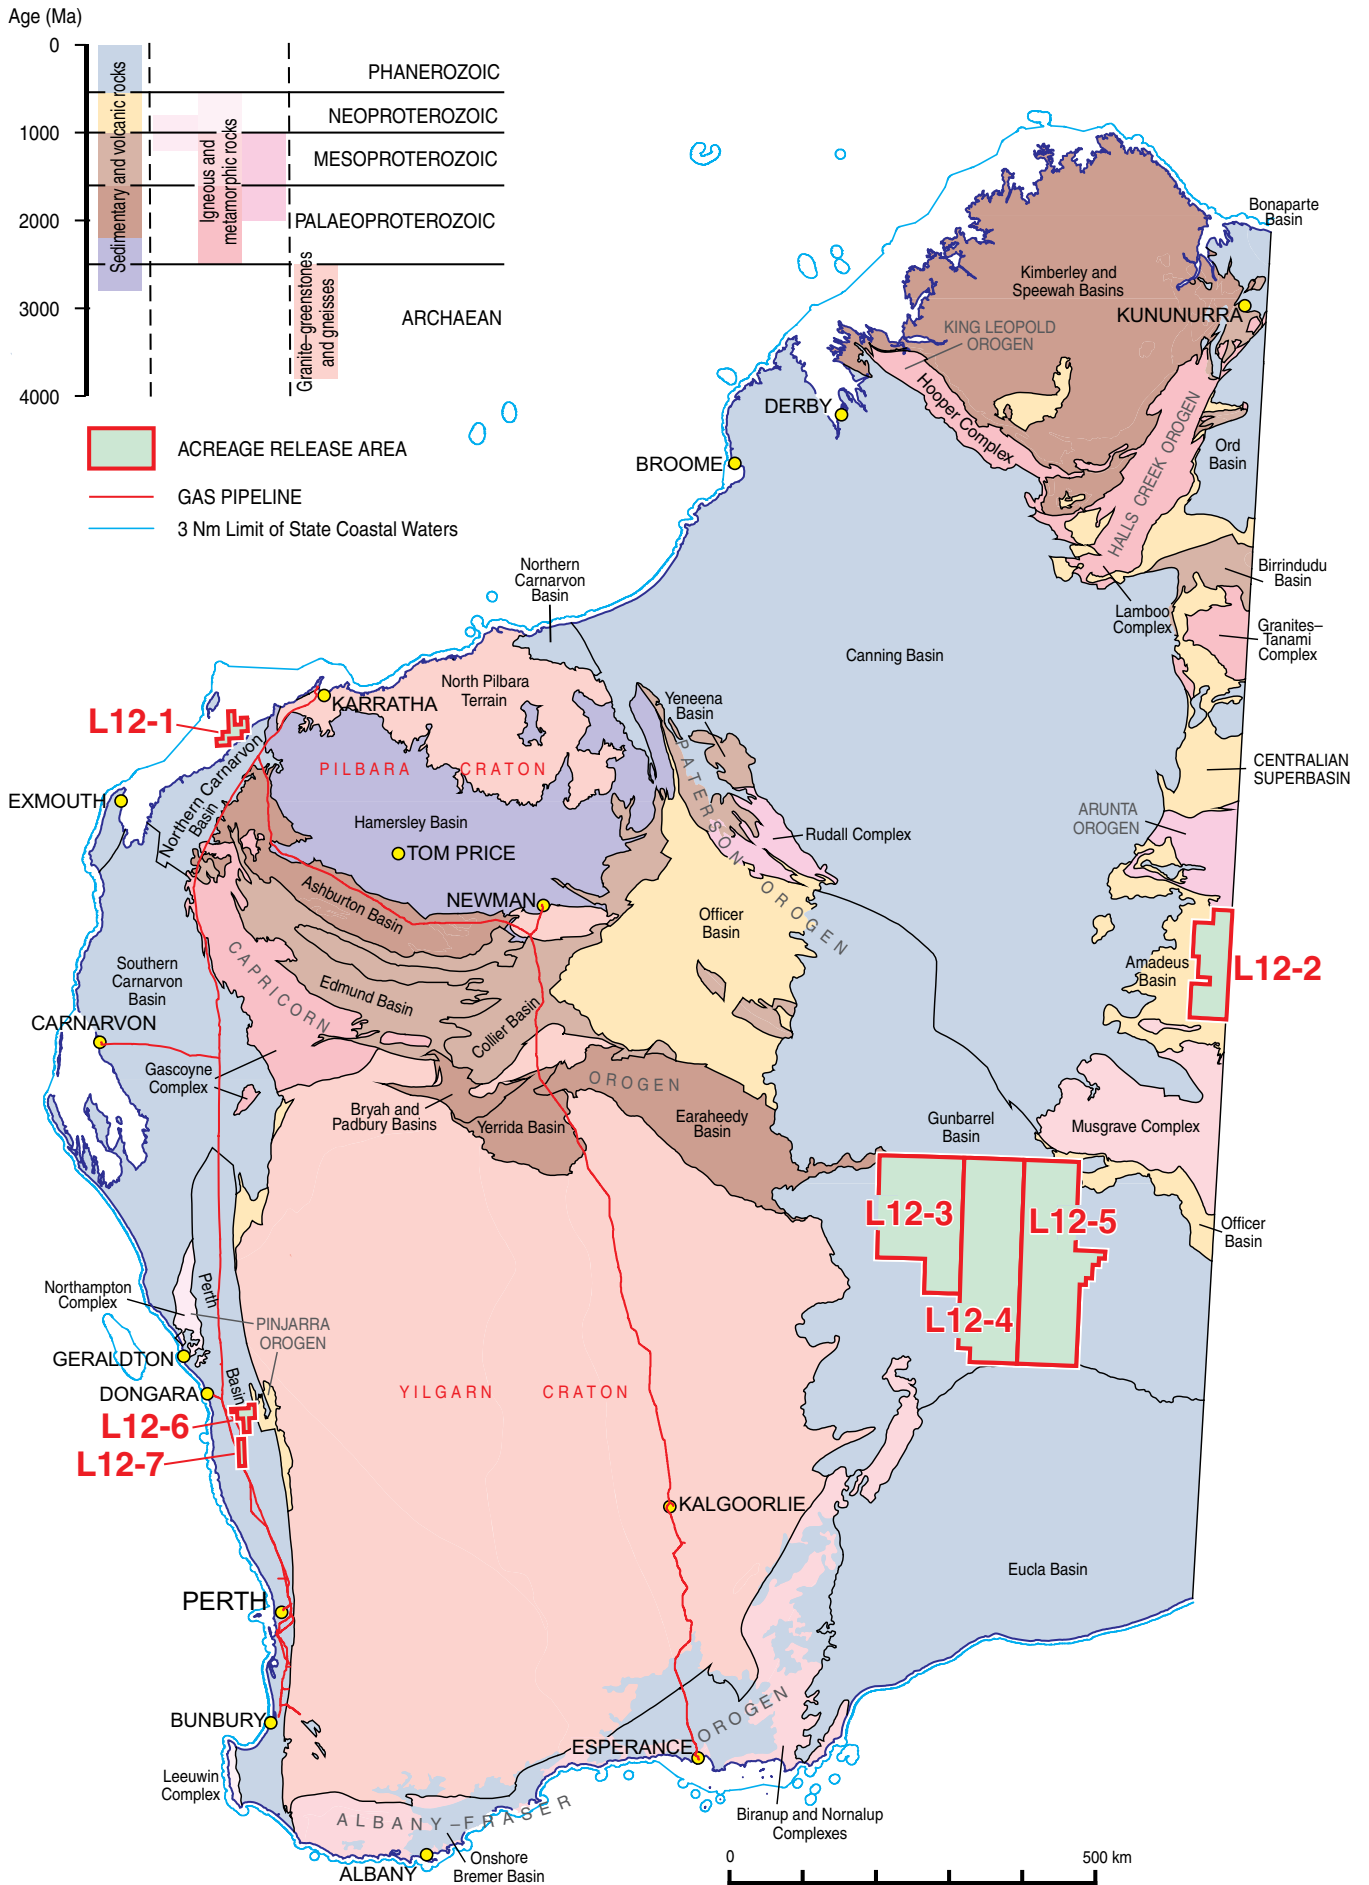 Age (Ma)
0
1000
2000
3000
4000
Sedimentary and volcanic rocks
Igneous and
metamorphic rocks
Granite–greenstones
and gneisses
PHANEROZOIC
NEOPROTEROZOIC
MESOPROTEROZOIC
PALAEOPROTEROZOIC
ARCHAEAN
ACREAGE RELEASE AREA
GAS PIPELINE
3 Nm Limit of State Coastal Waters
Bonaparte
Basin
Kimberley and
Speewah Basins
KUNUNURRA
KING LEOPOLD
OROGEN
Hooper Complex
DERBY
HALLS CREEK OROGEN
Ord
Basin
BROOME
Northern
Carnarvon
Basin
Birrindudu
Basin
Lamboo
Complex
Granites–
Tanami
Complex
Canning Basin
North Pilbara
Terrain
Yeneena
Basin
KARRATHA
L12-1
PILBARA CRATON
PATERSON OROGEN
CENTRALIAN
SUPERBASIN
EXMOUTH
Northern Carnarvon
Basin
Hamersley Basin
TOM PRICE
Rudall Complex
ARUNTA
OROGEN
NEWMAN
Ashburton Basin
Officer
Basin
Amadeus
Basin
L12-2
CAPRICORN
OROGEN
Southern
Carnarvon
Basin
Edmund Basin
Collier Basin
CARNARVON
Gascoyne
Complex
Bryah and
Padbury Basins
Yerrida Basin
Earaheedy
Basin
Gunbarrel
Basin
Musgrave Complex
L12-3
L12-5
L12-4
Officer
Basin
Northampton
Complex
Perth
Basin
PINJARRA
OROGEN
GERALDTON
DONGARA
YILGARN CRATON
L12-6
L12-7
KALGOORLIE
Eucla Basin
PERTH
BUNBURY
ESPERANCE
Leeuwin
Complex
ALBANY–FRASER
OROGEN
Biranup and Nornalup
Complexes
Onshore
Bremer Basin
ALBANY
0
500 km